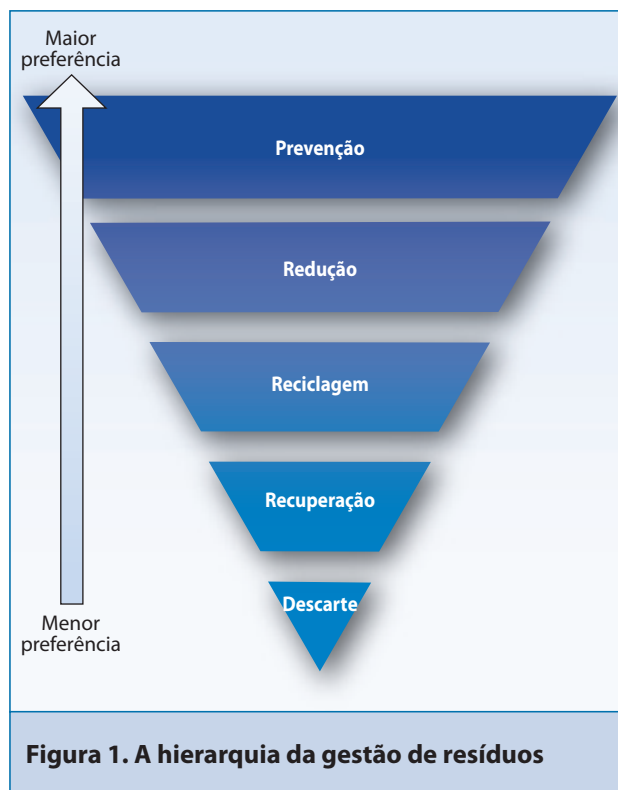 Maior
preferência
Prevenção
Redução
Reciclagem
Recuperação
Descarte
Menor
preferência
Figura 1. A hierarquia da gestão de resíduos